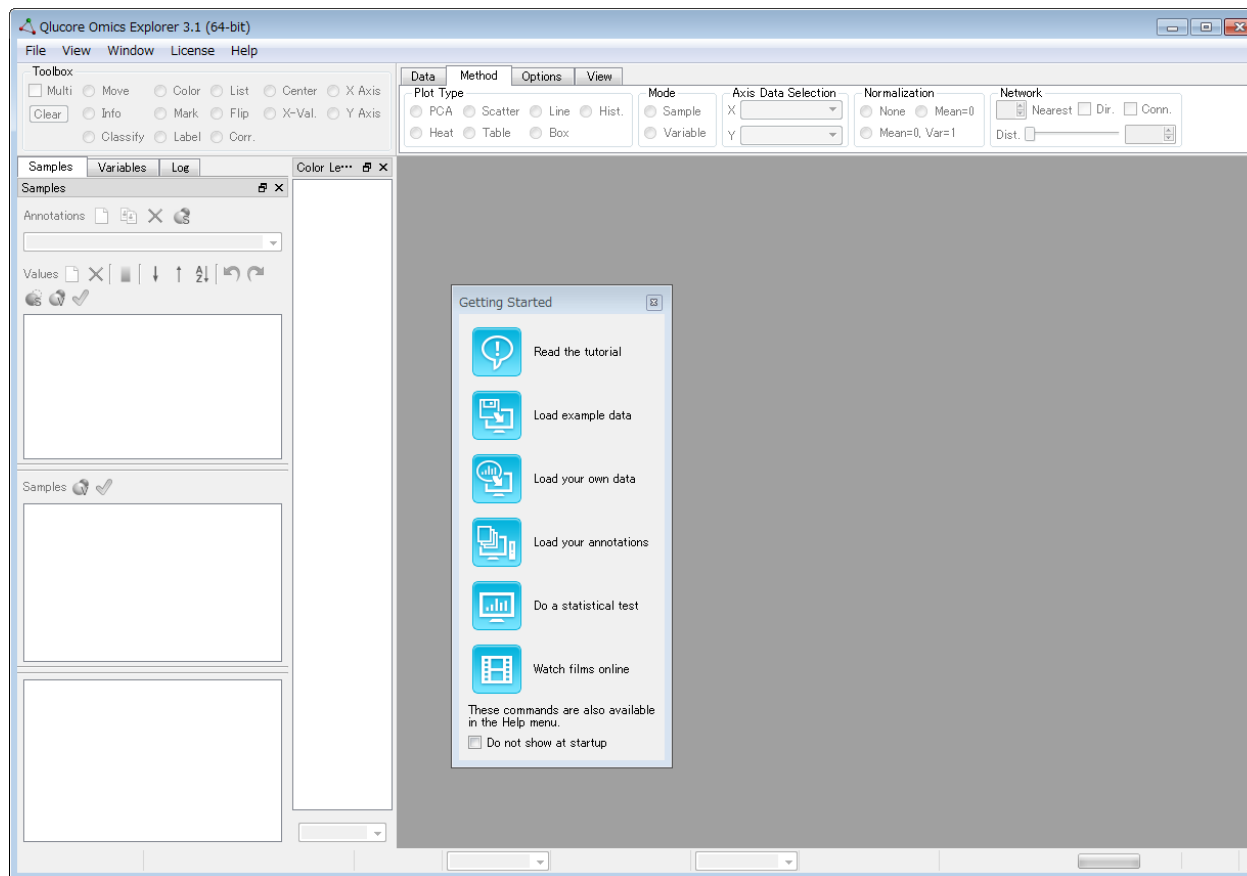 Qlucore Omics Explorer 3.1 (64-bit)
File View Window License Help
Toolbox
Multi Move Color List Center X Axis
Clear Info Mark Flip X-Val. Y Axis
Classify Label Corr.
Data Method Options View
Plot Type Mode Axis Data Selection Normalization Network
PCA Scatter Line Hist. Sample X None Mean=0 Nearest Dir. Conn.
Heat Table Box Variable Y Mean=0, Var=1 Dist.
Samples Variables Log Color Le…
Samples
Annotations
Values
Samples
Getting Started
Read the tutorial
Load example data
Load your own data
Load your annotations
Do a statistical test
Watch films online
These commands are also available
in the Help menu.
Do not show at startup